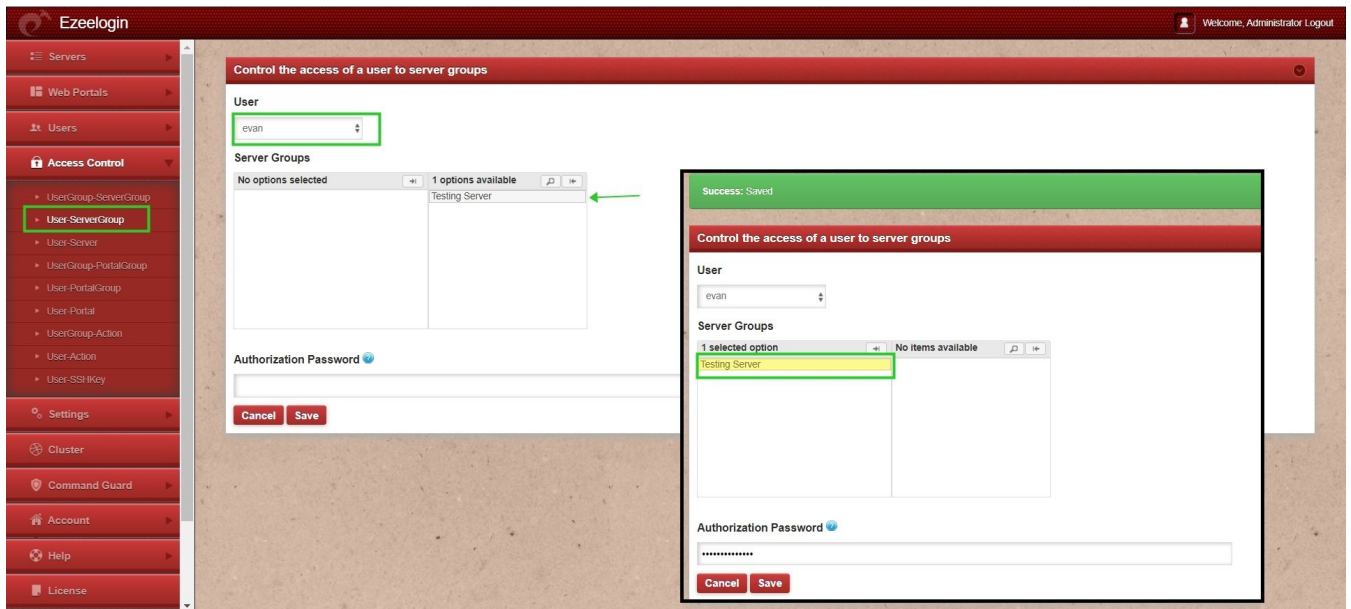 Ezeelogin
Welcome, Administrator Logout
Servers
Web Portals
Users
Access Control
UserGroup-ServerGroup
User-ServerGroup
User-Server
UserGroup-PortalGroup
User-PortalGroup
User-Portal
UserGroup-Action
User-Action
User-SSHKey
Settings
Cluster
Command Guard
Account
Help
License
Control the access of a user to server groups
User
evan
Server Groups
No options selected
1 options available
Testing Server
Authorization Password
Cancel Save
Success: Saved
Control the access of a user to server groups
User
evan
Server Groups
1 selected option
No items available
Testing Server
Authorization Password
••••••••••••••
Cancel Save